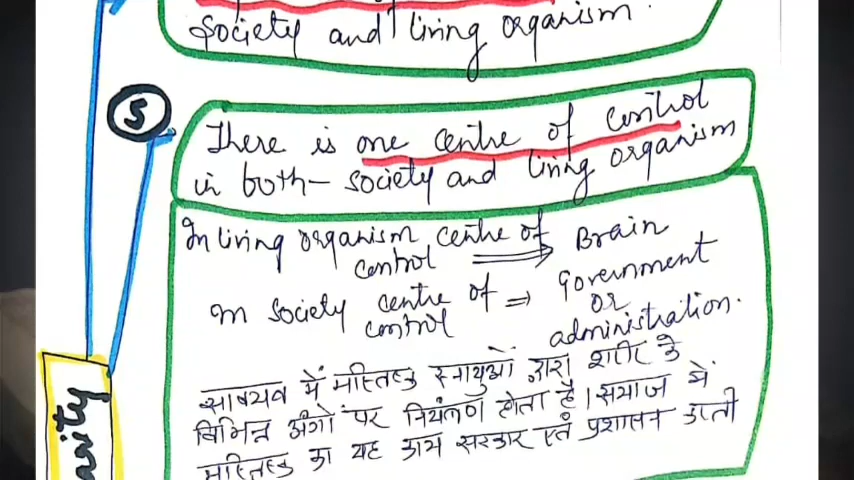 society and living organism.
5
There is one centre of control
in both - society and living organism
In living organism centre of control ⇒ Brain
In society centre of control ⇒ Government or administration.
सावयव में मस्तिष्क स्नायुओं द्वारा शरीर के
विभिन्न अंगों पर नियंत्रण होता है। समाज में
मस्तिष्क का यह कार्य सरकार एवं प्रशासन करती
arity